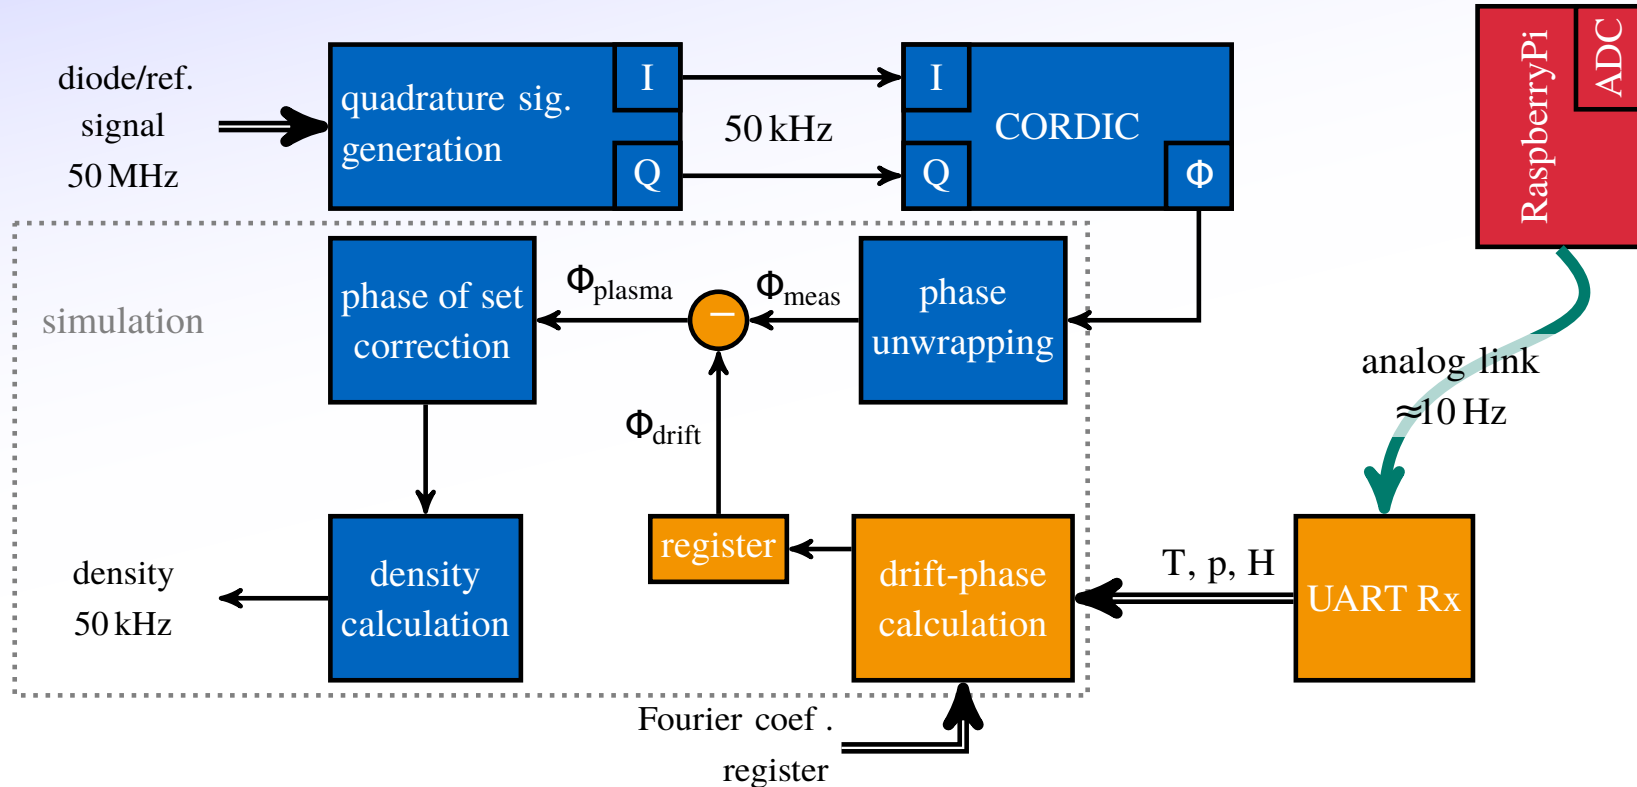 diode/ref.
signal
50 MHz
quadrature sig.
generation
I
Q
50 kHz
I
Q
CORDIC
Φ
RaspberryPi
ADC
simulation
phase of set
correction
Φplasma
−
Φmeas
phase
unwrapping
Φdrift
analog link
≈10 Hz
density
50 kHz
density
calculation
register
drift-phase
calculation
T, p, H
UART Rx
Fourier coef .
register